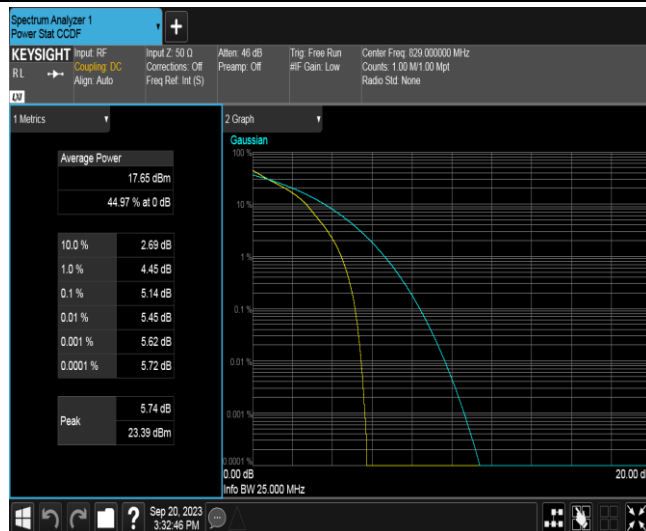 Spectrum Analyzer 1
Power Stat CCDF
+
KEYSIGHT
RL
Input: RF
Coupling: DC
Align: Auto
Input Z: 50 Ω
Corrections: Off
Freq Ref: Int (S)
Atten: 46 dB
Preamp: Off
Trig: Free Run
#IF Gain: Low
Center Freq: 829.000000 MHz
Counts: 1.00 M/1.00 Mpt
Radio Std: None
1 Metrics
Average Power
17.65 dBm
44.97 % at 0 dB
10.0 % 2.69 dB
1.0 % 4.45 dB
0.1 % 5.14 dB
0.01 % 5.45 dB
0.001 % 5.62 dB
0.0001 % 5.72 dB
Peak 5.74 dB
23.39 dBm
2 Graph
Gaussian
100 %
10 %
1 %
0.1 %
0.01 %
0.001 %
0.0001 %
0.00 dB
20.00 d
Info BW 25.000 MHz
?
Sep 20, 2023
3:32:46 PM